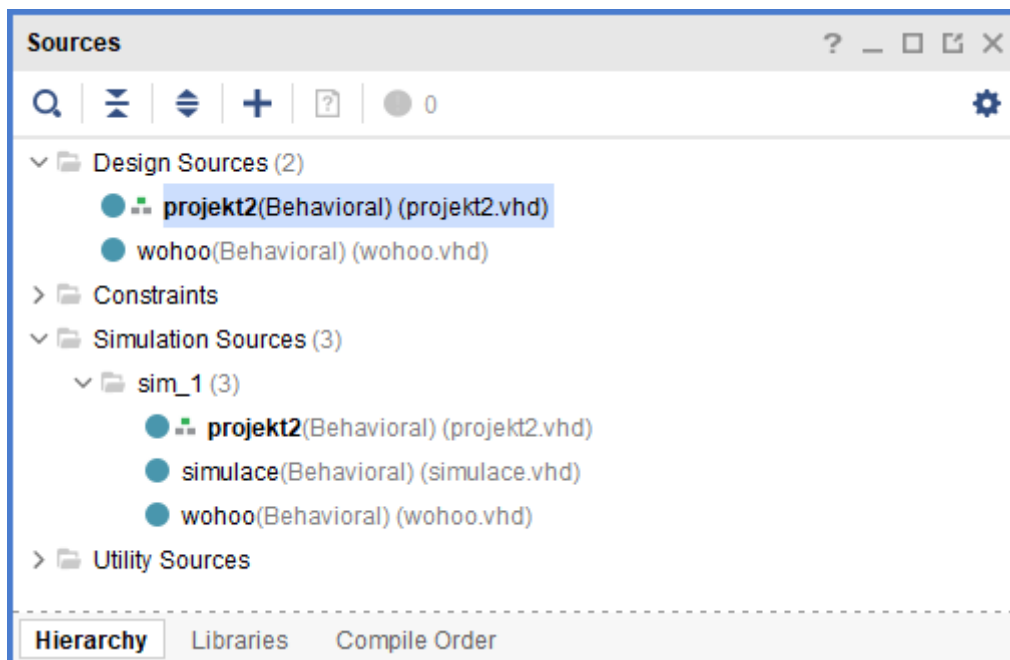 Sources
0
Design Sources (2)
projekt2(Behavioral) (projekt2.vhd)
wohoo(Behavioral) (wohoo.vhd)
Constraints
Simulation Sources (3)
sim_1 (3)
projekt2(Behavioral) (projekt2.vhd)
simulace(Behavioral) (simulace.vhd)
wohoo(Behavioral) (wohoo.vhd)
Utility Sources
Hierarchy Libraries Compile Order